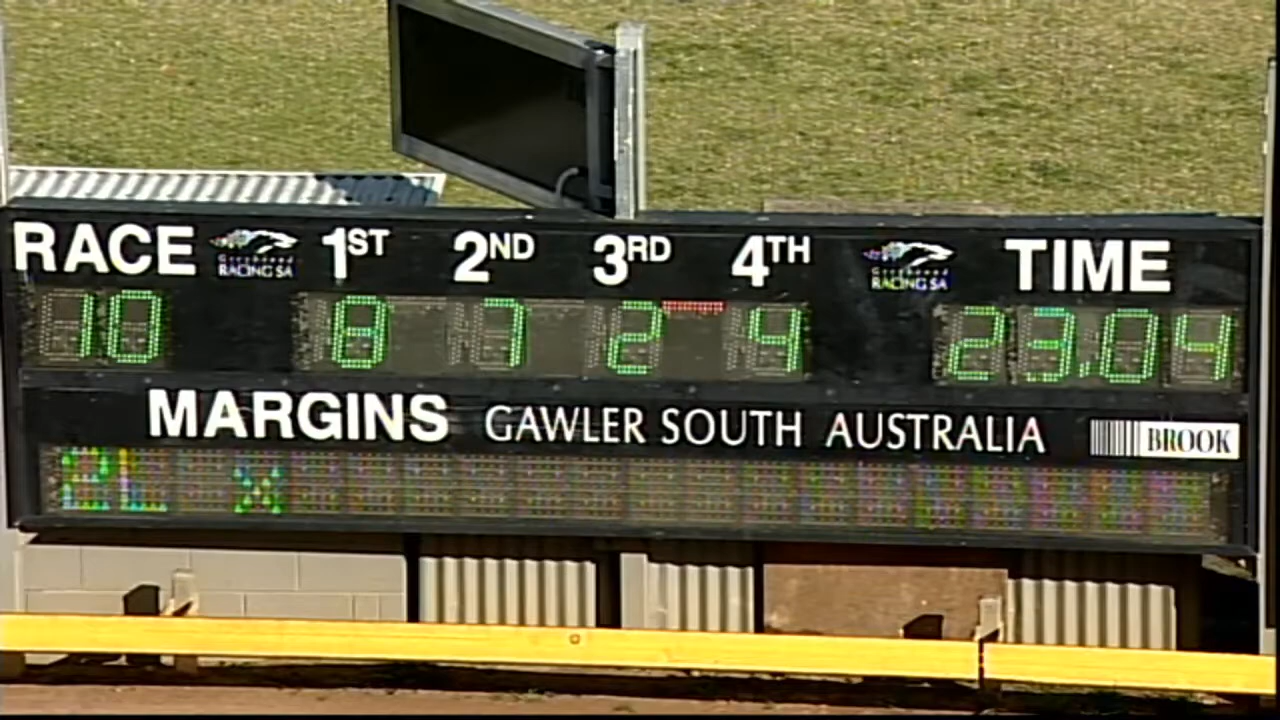 RACE 1ST 2ND 3RD 4TH TIME
Greyhound RACING SA Greyhound RACING SA
10 8 7 2 4 23.04
MARGINS GAWLER SOUTH AUSTRALIA BROOK
2L x